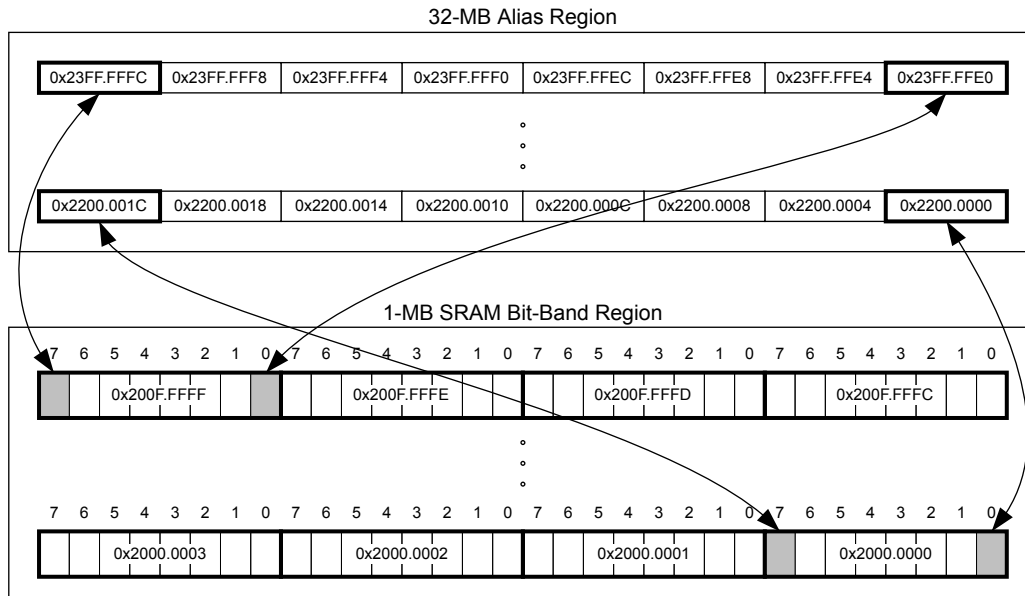 32-MB Alias Region
0x23FF.FFFC 0x23FF.FFF8 0x23FF.FFF4 0x23FF.FFF0 0x23FF.FFEC 0x23FF.FFE8 0x23FF.FFE4 0x23FF.FFE0
0x2200.001C 0x2200.0018 0x2200.0014 0x2200.0010 0x2200.000C 0x2200.0008 0x2200.0004 0x2200.0000
1-MB SRAM Bit-Band Region
7 6 5 4 3 2 1 0 7 6 5 4 3 2 1 0 7 6 5 4 3 2 1 0 7 6 5 4 3 2 1 0
0x200F.FFFF 0x200F.FFFE 0x200F.FFFD 0x200F.FFFC
7 6 5 4 3 2 1 0 7 6 5 4 3 2 1 0 7 6 5 4 3 2 1 0 7 6 5 4 3 2 1 0
0x2000.0003 0x2000.0002 0x2000.0001 0x2000.0000